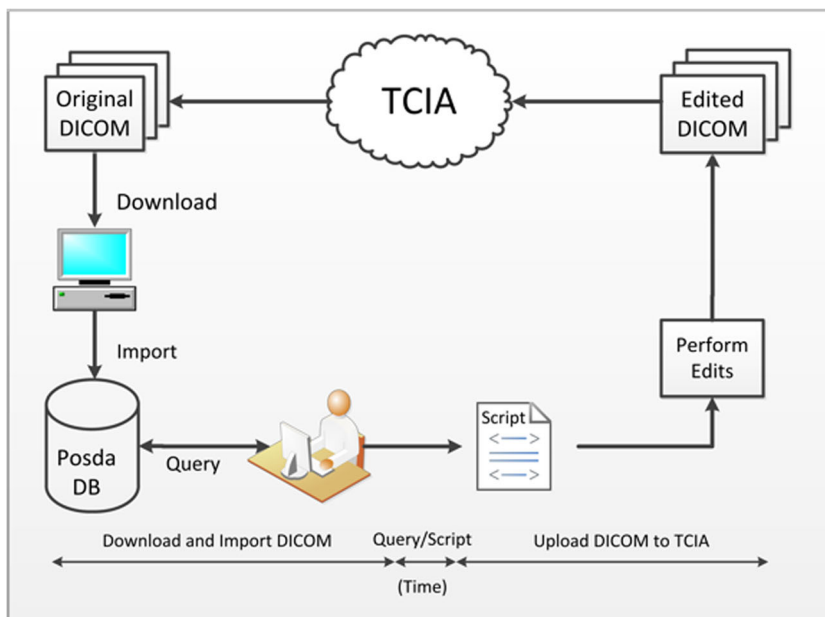 Original
DICOM
TCIA
Edited
DICOM
Download
Import
Perform
Edits
Posda
DB
Query
Script
Download and Import DICOM
Query/Script
Upload DICOM to TCIA
(Time)